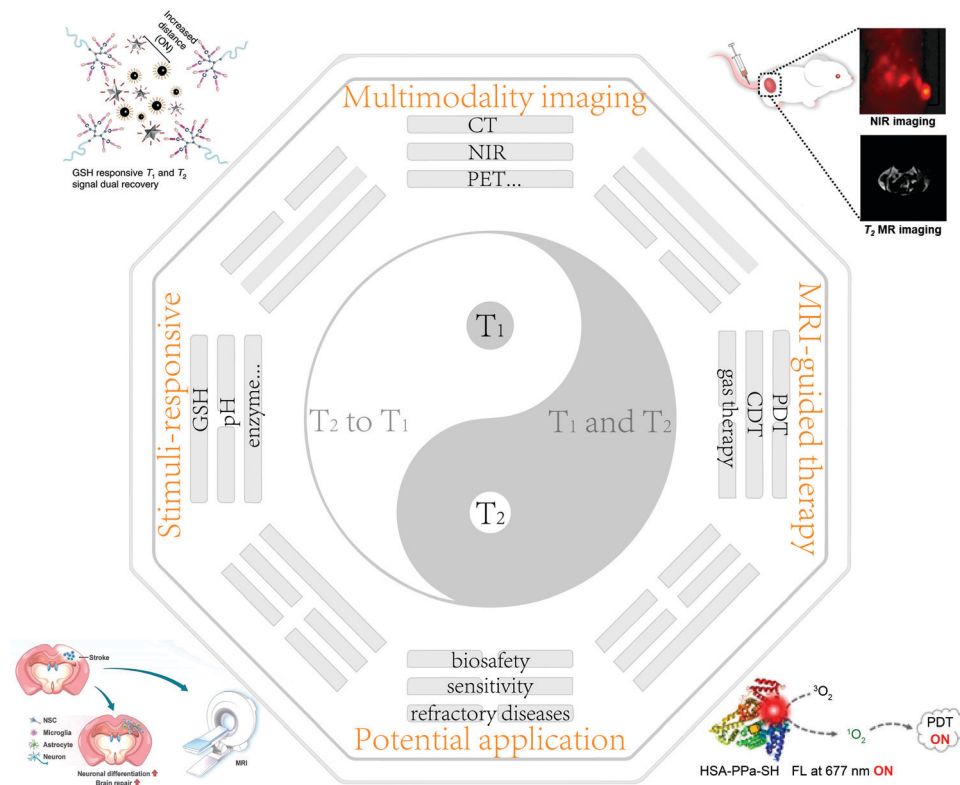 Increased
distance
(ON)
GSH responsive T₁ and T₂
signal dual recovery
NIR imaging
T₂ MR imaging
Multimodality imaging
CT
NIR
PET...
Stimuli-responsive
GSH
pH
enzyme...
T₁
T₂ to T₁
T₁ and T₂
T₂
MRI-guided therapy
PDT
CDT
gas therapy
biosafety
sensitivity
refractory diseases
Potential application
Stroke
NSC
Microglia
Astrocyte
Neuron
Neuronal differentiation
Brain repair
MRI
³O₂
¹O₂
PDT
ON
HSA-PPa-SH FL at 677 nm ON